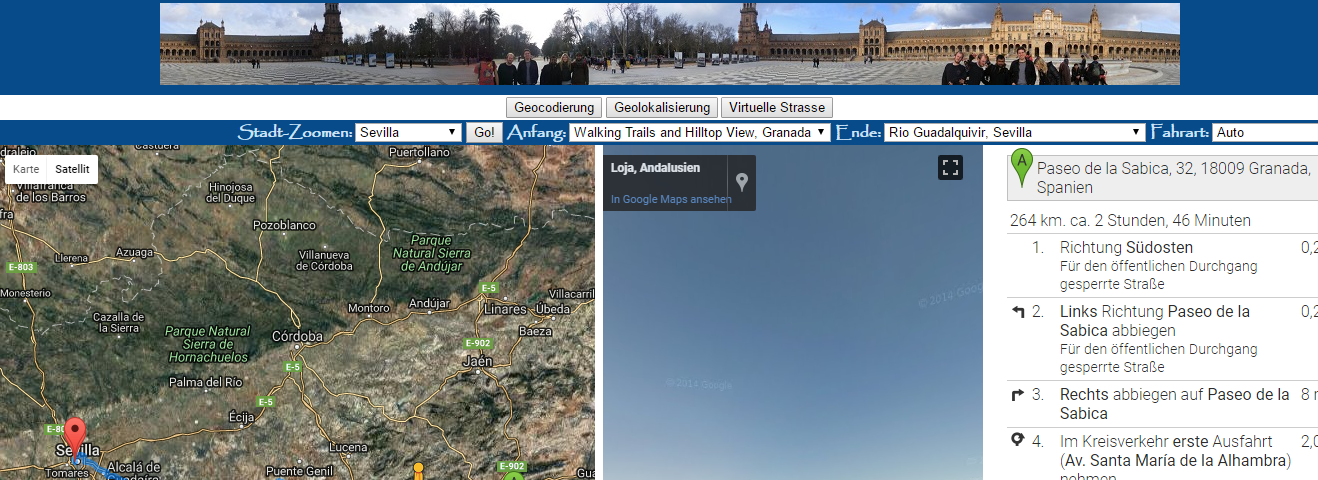 Geocodierung Geolokalisierung Virtuelle Strasse
Stadt-Zoomen: Sevilla Go! Anfang: Walking Trails and Hilltop View, Granada Ende: Rio Guadalquivir, Sevilla Fahrart: Auto
Karte Satellit
Castuera
Puertollano
Villafranca
de los Barros
Hinojosa
del Duque
Pozoblanco
Parque
Natural Sierra
de Andújar
Azuaga
Llerena
Villanueva
de Córdoba
E-803
Monesterio
E-5
Andújar
Villacarril
Linares
Úbeda
Montoro
Cazalla de
la Sierra
Baeza
Parque Natural
Sierra de
Hornachuelos
Córdoba
E-902
Jaén
E-5
Palma del Río
E-5
Écija
E-80
Sevilla
Lucena
Tomares
Alcalá de
Guadaíra
Puente Genil
E-902
Gua
Loja, Andalusien
In Google Maps ansehen
© 2014 Google
© 2014 Google
A
Paseo de la Sabica, 32, 18009 Granada,
Spanien
264 km. ca. 2 Stunden, 46 Minuten
1. Richtung Südosten 0,2
Für den öffentlichen Durchgang
gesperrte Straße
2. Links Richtung Paseo de la 0,2
Sabica abbiegen
Für den öffentlichen Durchgang
gesperrte Straße
3. Rechts abbiegen auf Paseo de la 8 m
Sabica
4. Im Kreisverkehr erste Ausfahrt 2,0
(Av. Santa María de la Alhambra)
nehmen